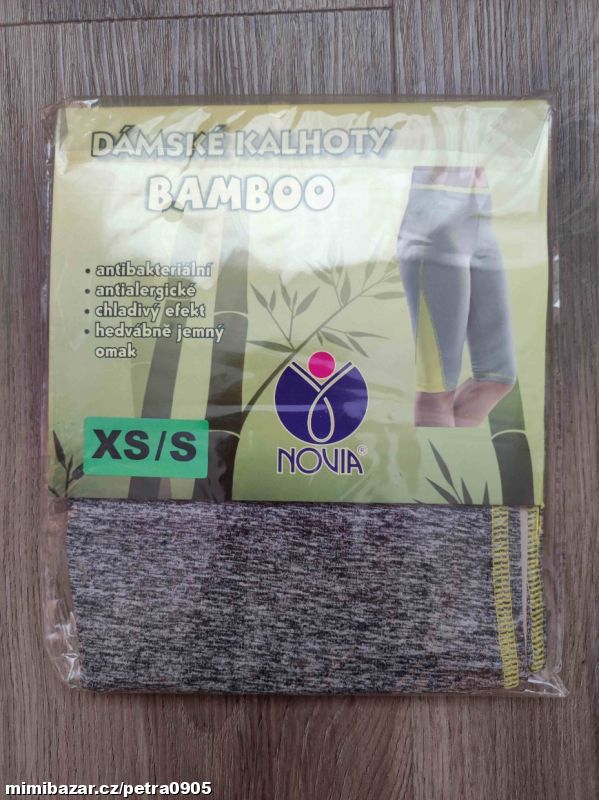 DÁMSKÉ KALHOTY
BAMBOO
• antibakteriální
• antialergické
• chladivý efekt
• hedvábně jemný
omak
XS/S
NOVIA®
mimibazar.cz/petra0905